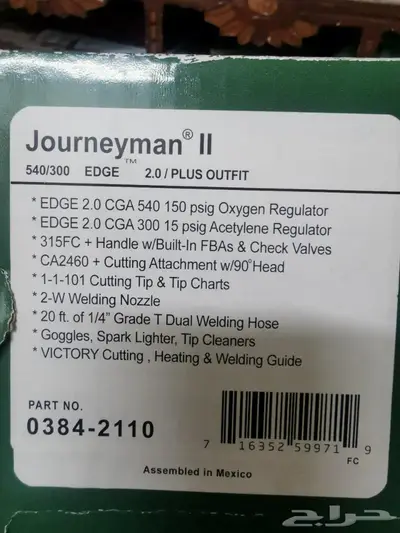 Journeyman® II
540/300 EDGE™ 2.0 / PLUS OUTFIT
* EDGE 2.0 CGA 540 150 psig Oxygen Regulator
* EDGE 2.0 CGA 300 15 psig Acetylene Regulator
* 315FC + Handle w/Built-In FBAs & Check Valves
* CA2460 + Cutting Attachment w/90°Head
* 1-1-101 Cutting Tip & Tip Charts
* 2-W Welding Nozzle
* 20 ft. of 1/4" Grade T Dual Welding Hose
* Goggles, Spark Lighter, Tip Cleaners
* VICTORY Cutting , Heating & Welding Guide
PART NO.
0384-2110
7 16352 59971 9
FC
Assembled in Mexico
حراج